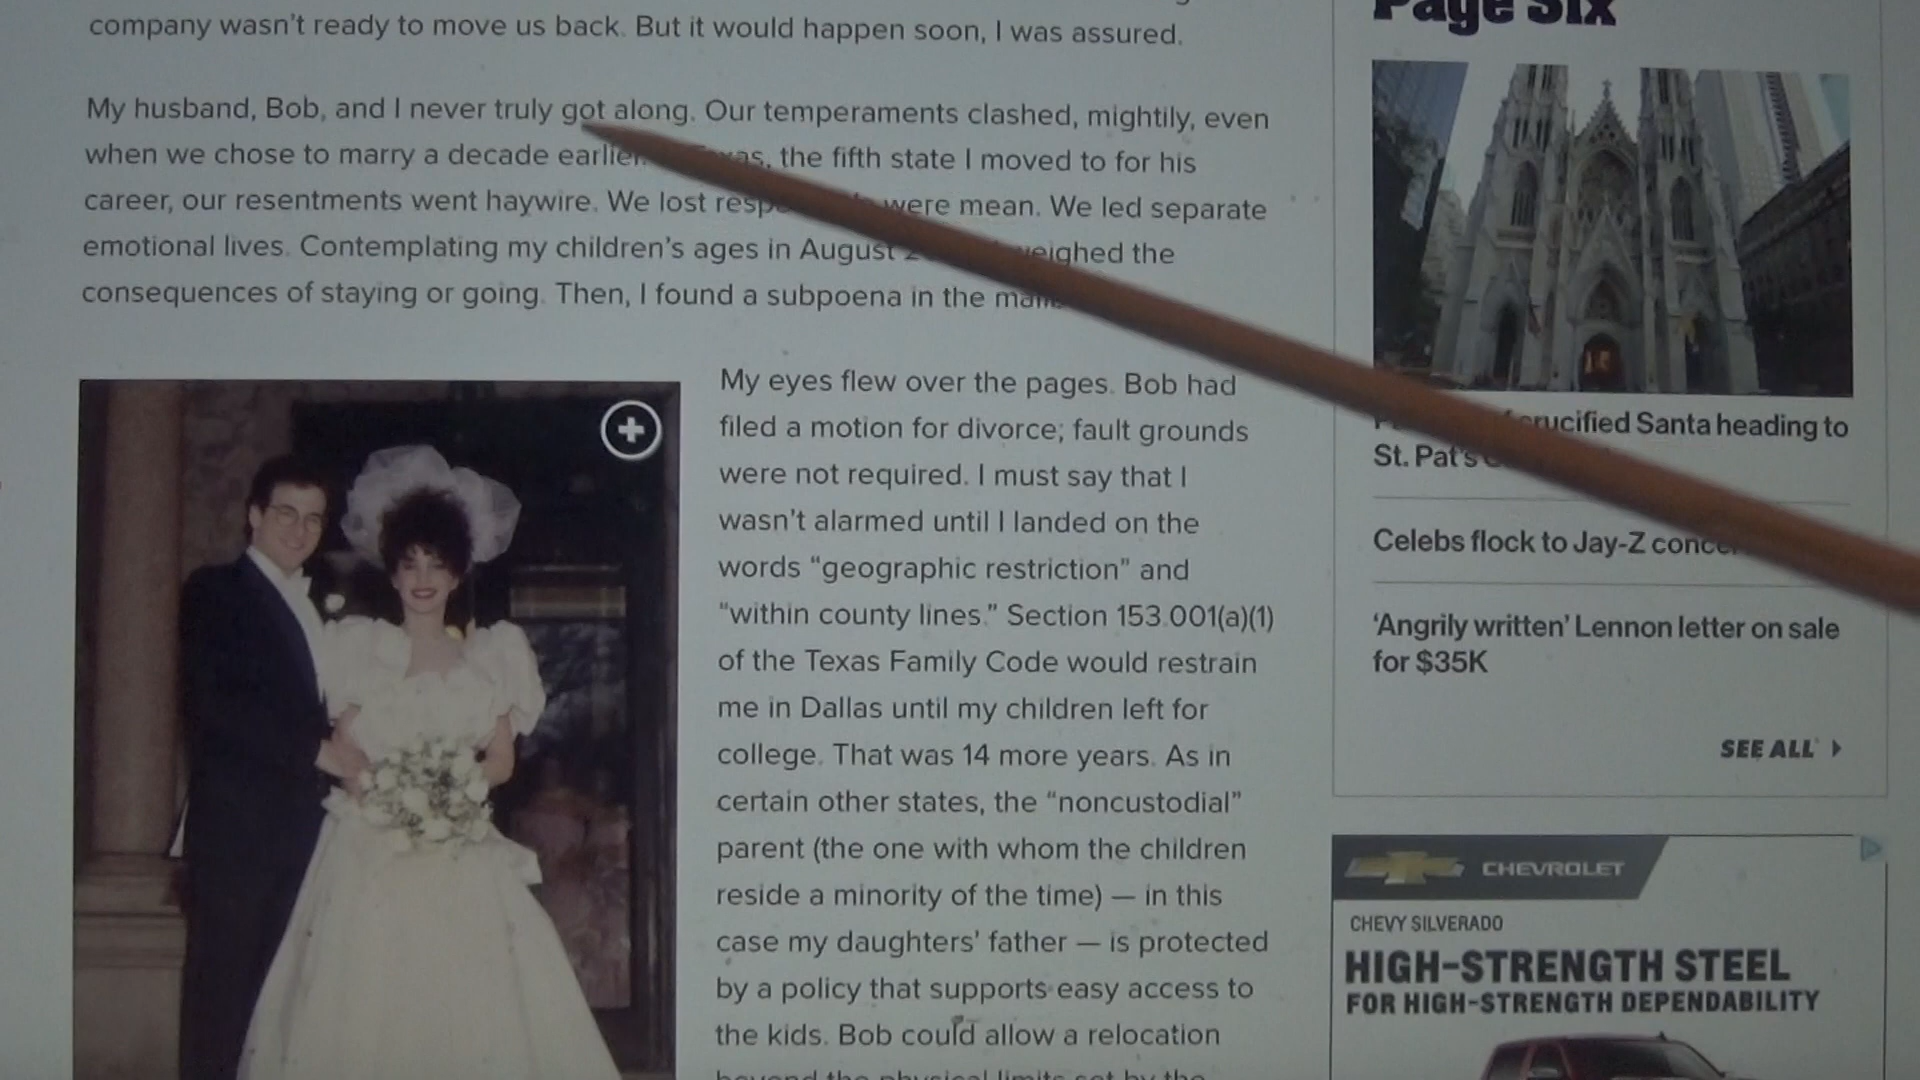 company wasn't ready to move us back. But it would happen soon, I was assured.
My husband, Bob, and I never truly got along. Our temperaments clashed, mightily, even
when we chose to marry a decade earlier. the fifth state I moved to for his
career, our resentments went haywire. We lost were mean. We led separate
emotional lives. Contemplating my children's ages in August weighed the
consequences of staying or going. Then, I found a subpoena in the
My eyes flew over the pages. Bob had
filed a motion for divorce; fault grounds
were not required. I must say that I
wasn't alarmed until I landed on the
words “geographic restriction” and
“within county lines.” Section 153.001(a)(1)
of the Texas Family Code would restrain
me in Dallas until my children left for
college. That was 14 more years. As in
certain other states, the “noncustodial”
parent (the one with whom the children
reside a minority of the time) — in this
case my daughters' father — is protected
by a policy that supports easy access to
the kids. Bob could allow a relocation
beyond the physical limits set by the
Page Six
crucified Santa heading to
St. Pat's
Celebs flock to Jay-Z
‘Angrily written’ Lennon letter on sale
for $35K
SEE ALL
CHEVROLET
CHEVY SILVERADO
HIGH-STRENGTH STEEL
FOR HIGH-STRENGTH DEPENDABILITY